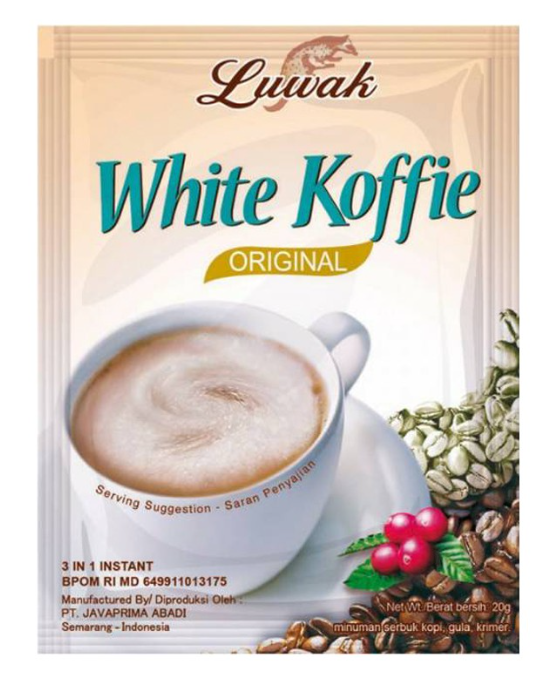 Luwak
White Koffie
ORIGINAL
Serving Suggestion - Saran Penyajian
3 IN 1 INSTANT
BPOM RI MD 649911013175
Manufactured By/ Diproduksi Oleh :
PT. JAVAPRIMA ABADI
Semarang - Indonesia
Net Wt./Berat bersih: 20g
minuman serbuk kopi, gula, krimer.